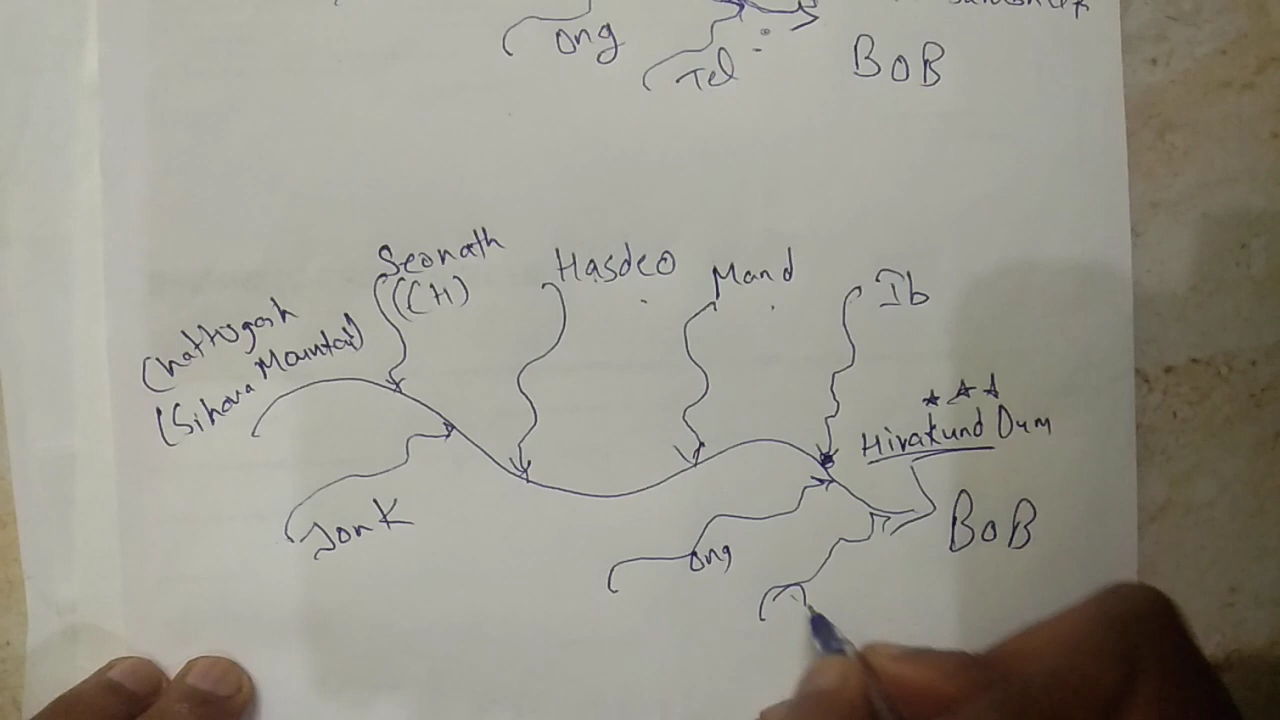 Ong
Tel
BOB
Seonath
(CH)
Hasdeo
Mand
Ib
Chattisgarh
(Sihava Mountain)
Hirakund Dam
Jonk
Ong
BOB